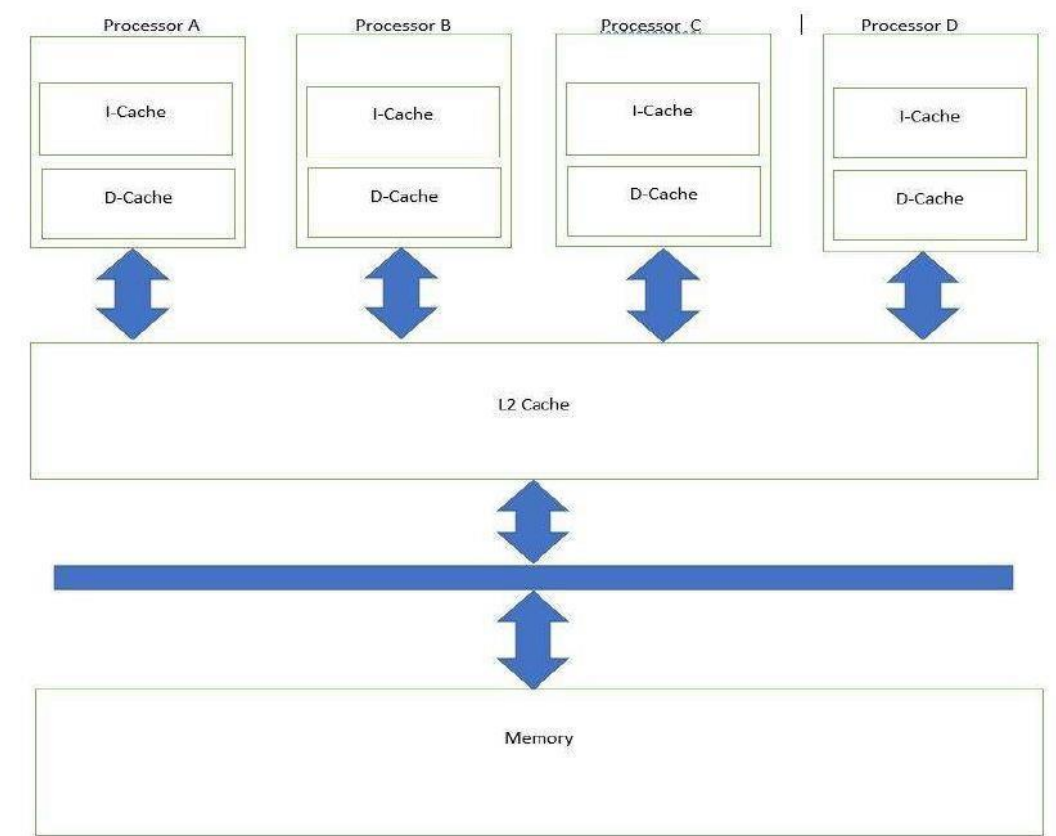 Processor A
Processor B
Processor C
Processor D
I-Cache
I-Cache
I-Cache
I-Cache
D-Cache
D-Cache
D-Cache
D-Cache
L2 Cache
Memory